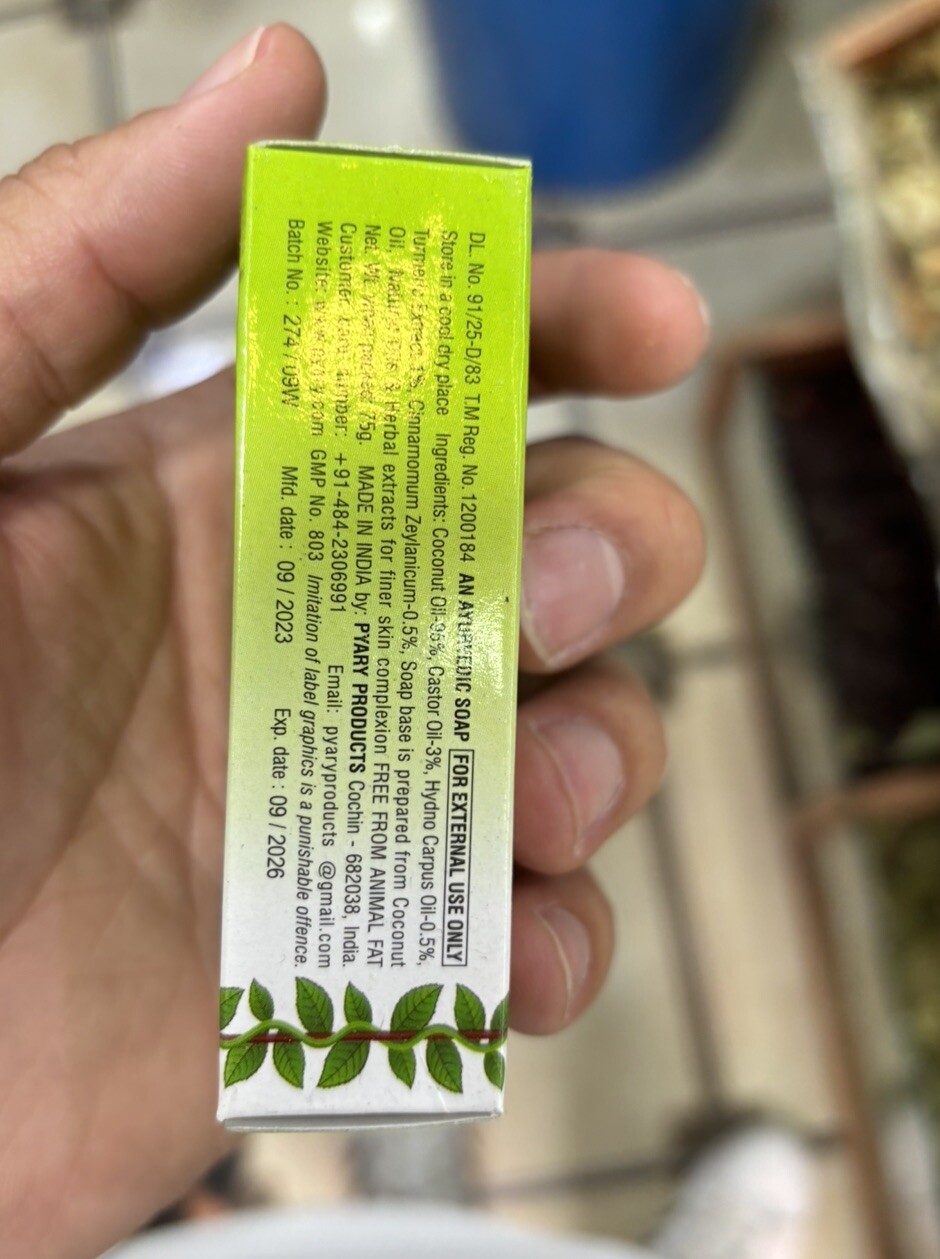 DL. No. 91/25-D/83 T.M Reg. No. 1200184 AN AYURVEDIC SOAP FOR EXTERNAL USE ONLY
Store in a cool dry place Ingredients: Coconut Oil-95%, Castor Oil-3%, Hydno Carpus Oil-0.5%,
Turmeric Extract-1%, Cinnamomum Zeylanicum-0.5%, Soap base is prepared from Coconut
Oil, & Herbal extracts for finer skin complexion FREE FROM ANIMAL FAT
Net. Wt. when packed 75g. MADE IN INDIA by: PYARY PRODUCTS Cochin - 682038, India.
Customer Care number: +91-484-2306991 Email: pyaryproducts @gmail.com
Website: GMP No. 803 Imitation of label graphics is a punishable offence.
Batch No. : 274 / 09W Mfd. date : 09 / 2023 Exp. date : 09 / 2026